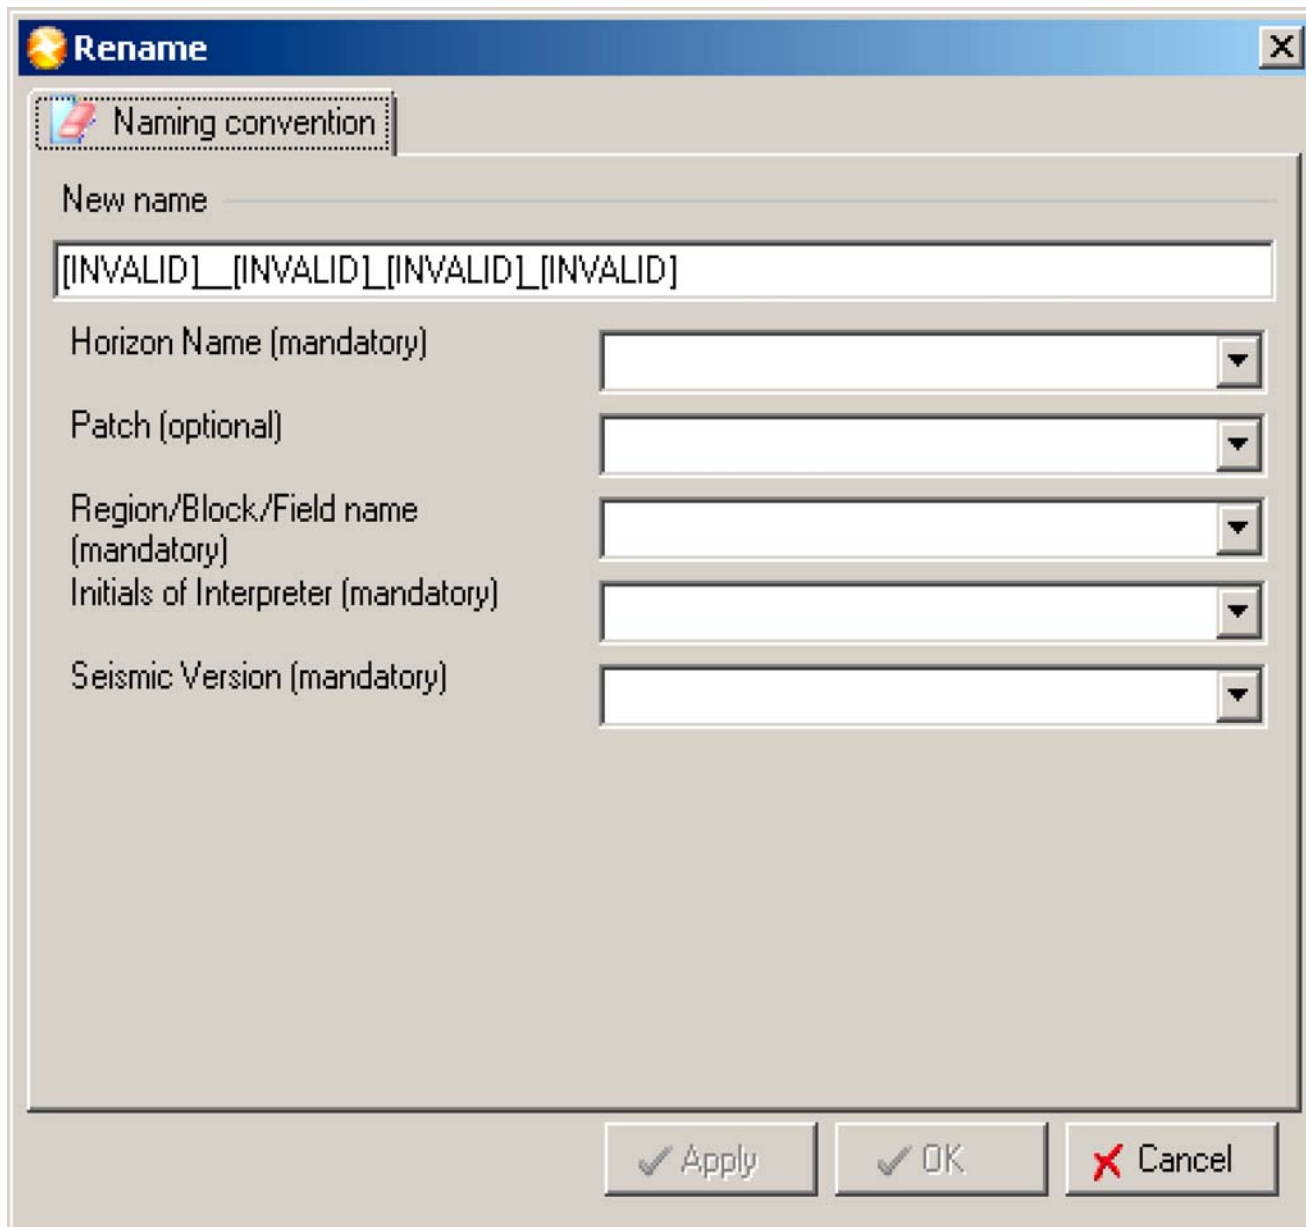 Rename
Naming convention
New name
[INVALID]__[INVALID]_[INVALID]_[INVALID]
Horizon Name (mandatory)
Patch (optional)
Region/Block/Field name
(mandatory)
Initials of Interpreter (mandatory)
Seismic Version (mandatory)
Apply OK Cancel